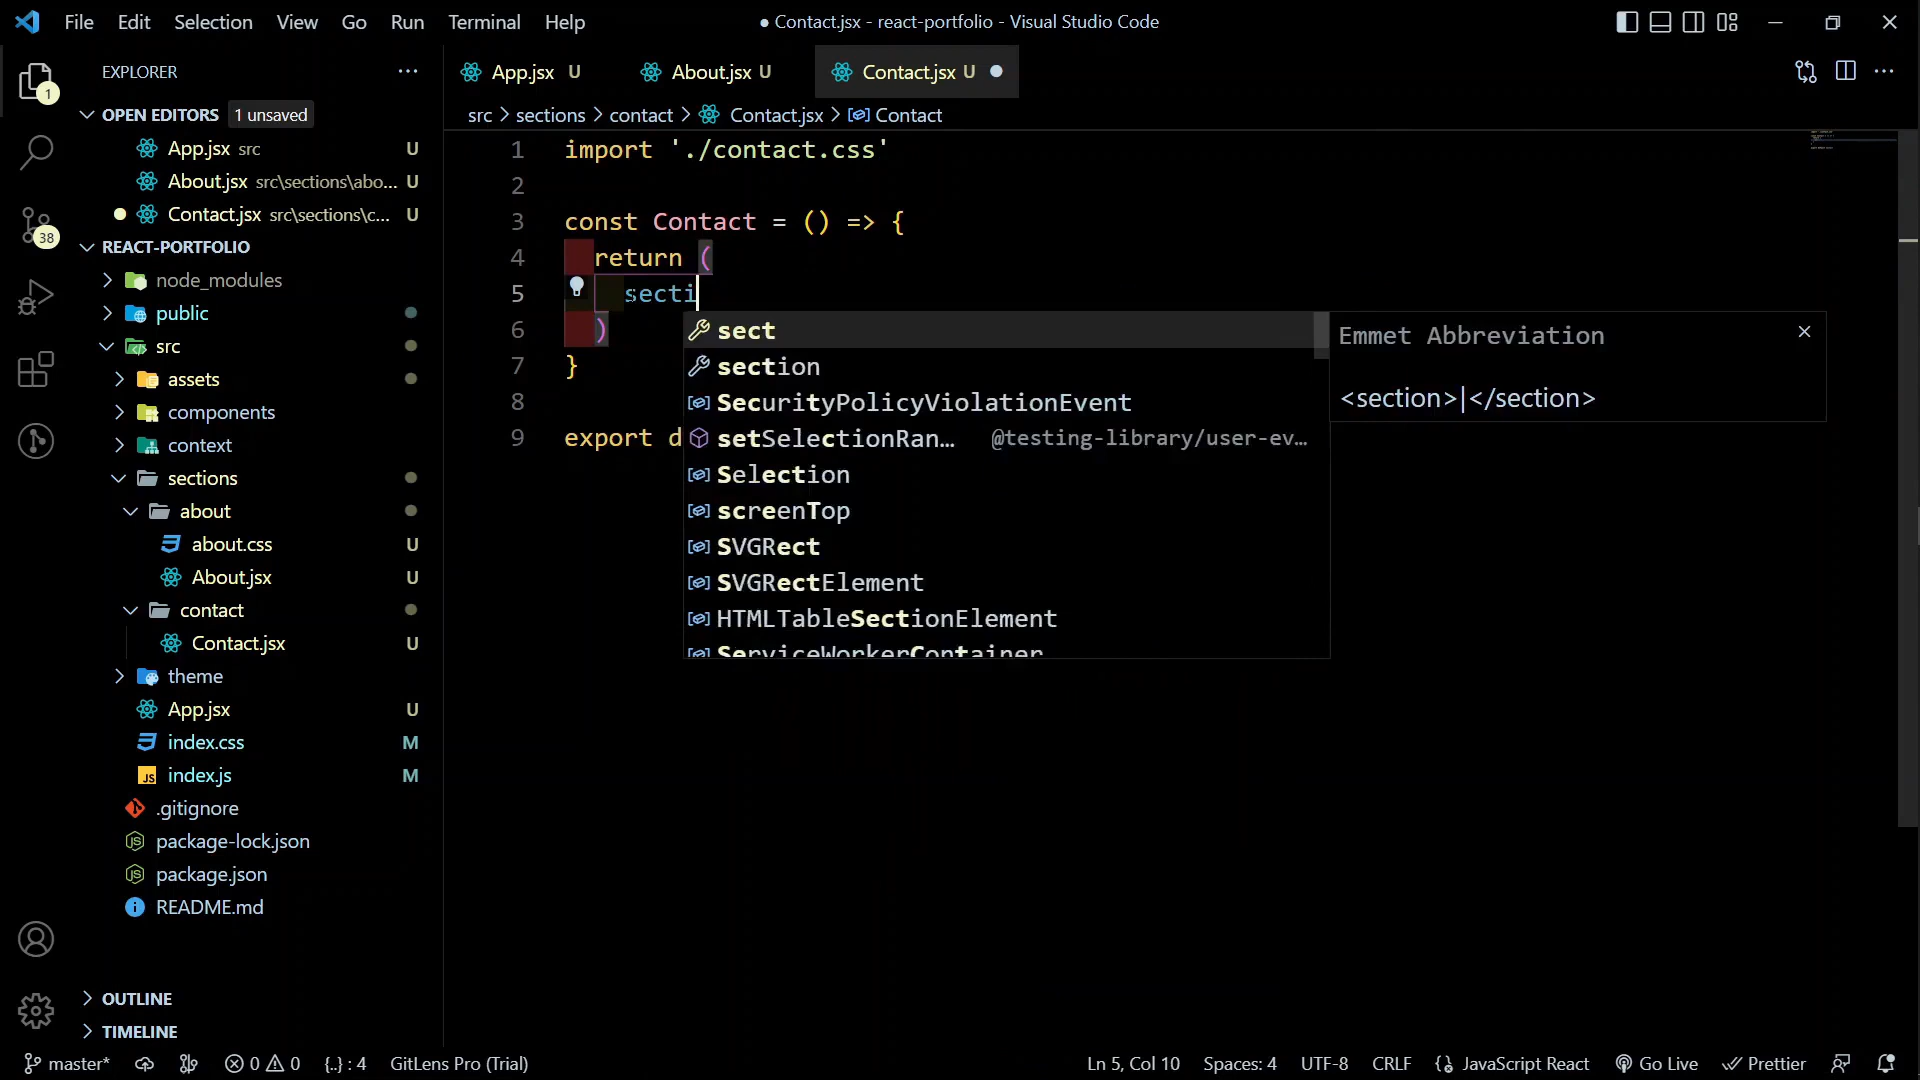 File Edit Selection View Go Run Terminal Help
● Contact.jsx - react-portfolio - Visual Studio Code
EXPLORER
OPEN EDITORS 1 unsaved
App.jsx src U
About.jsx src\sections\abo... U
Contact.jsx src\sections\c... U
REACT-PORTFOLIO
node_modules
public
src
assets
components
context
sections
about
about.css U
About.jsx U
contact
Contact.jsx U
theme
App.jsx U
index.css M
index.js M
.gitignore
package-lock.json
package.json
README.md
OUTLINE
TIMELINE
1
38
App.jsx U About.jsx U Contact.jsx U
src > sections > contact > Contact.jsx > Contact
1 import './contact.css'
2
3 const Contact = () => {
4 return (
5 secti
6 )
7 }
8
9 export d
sect
section
SecurityPolicyViolationEvent
setSelectionRan... @testing-library/user-ev...
Selection
screenTop
SVGRect
SVGRectElement
HTMLTableSectionElement
ServiceWorkerContainer
Emmet Abbreviation
<section>|</section>
master* 0 0 {..} : 4 GitLens Pro (Trial) Ln 5, Col 10 Spaces: 4 UTF-8 CRLF JavaScript React Go Live Prettier